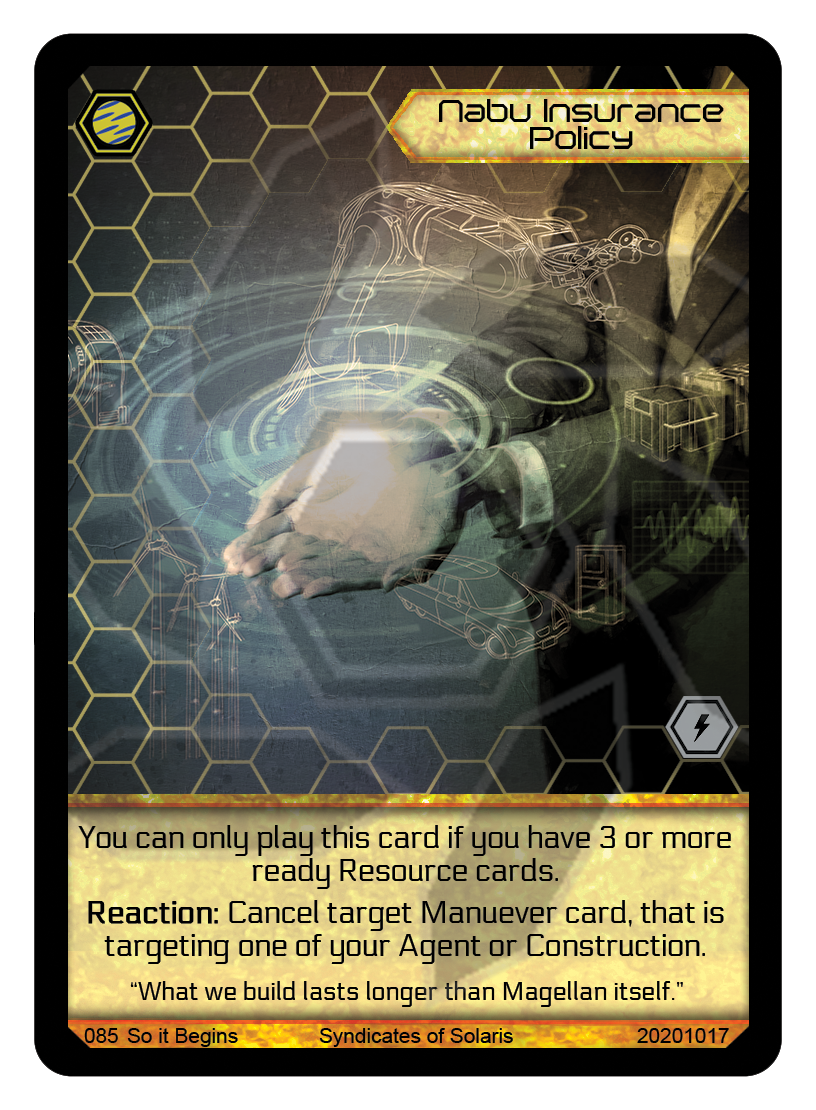 Nabu Insurance
Policy
You can only play this card if you have 3 or more
ready Resource cards.
Reaction: Cancel target Manuever card, that is
targeting one of your Agent or Construction.
“What we build lasts longer than Magellan itself.”
085 So it Begins Syndicates of Solaris 20201017